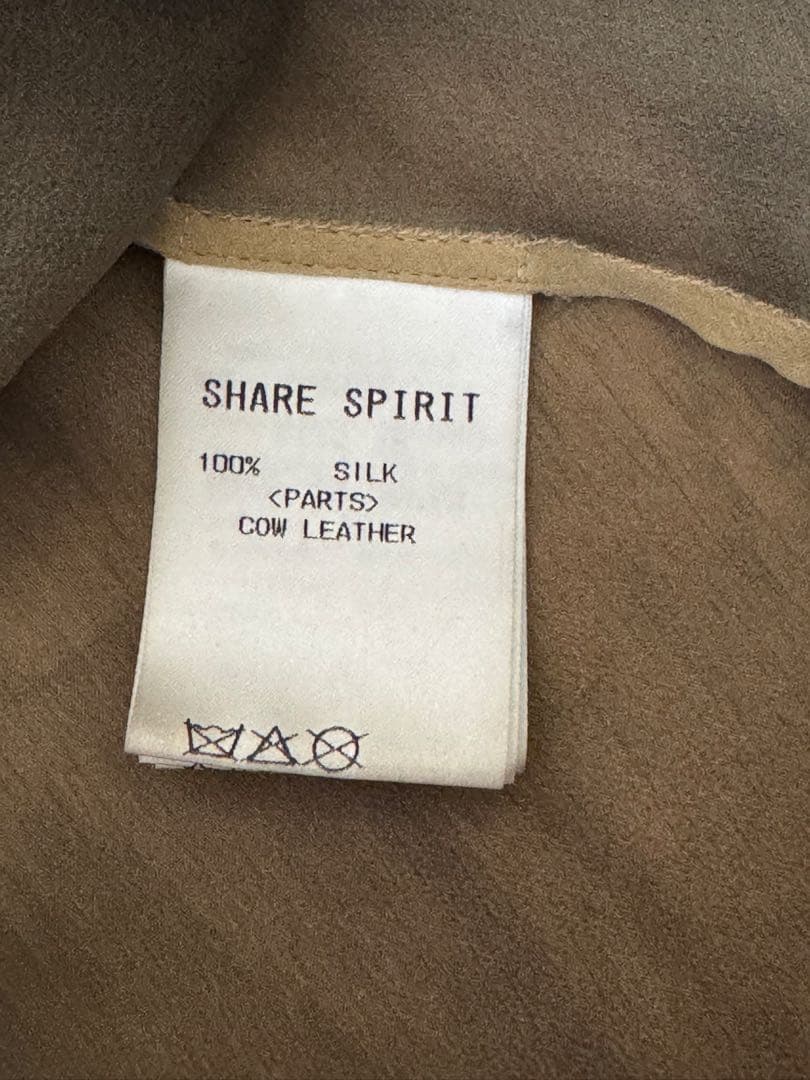 SHARE SPIRIT
100% SILK
<PARTS>
COW LEATHER